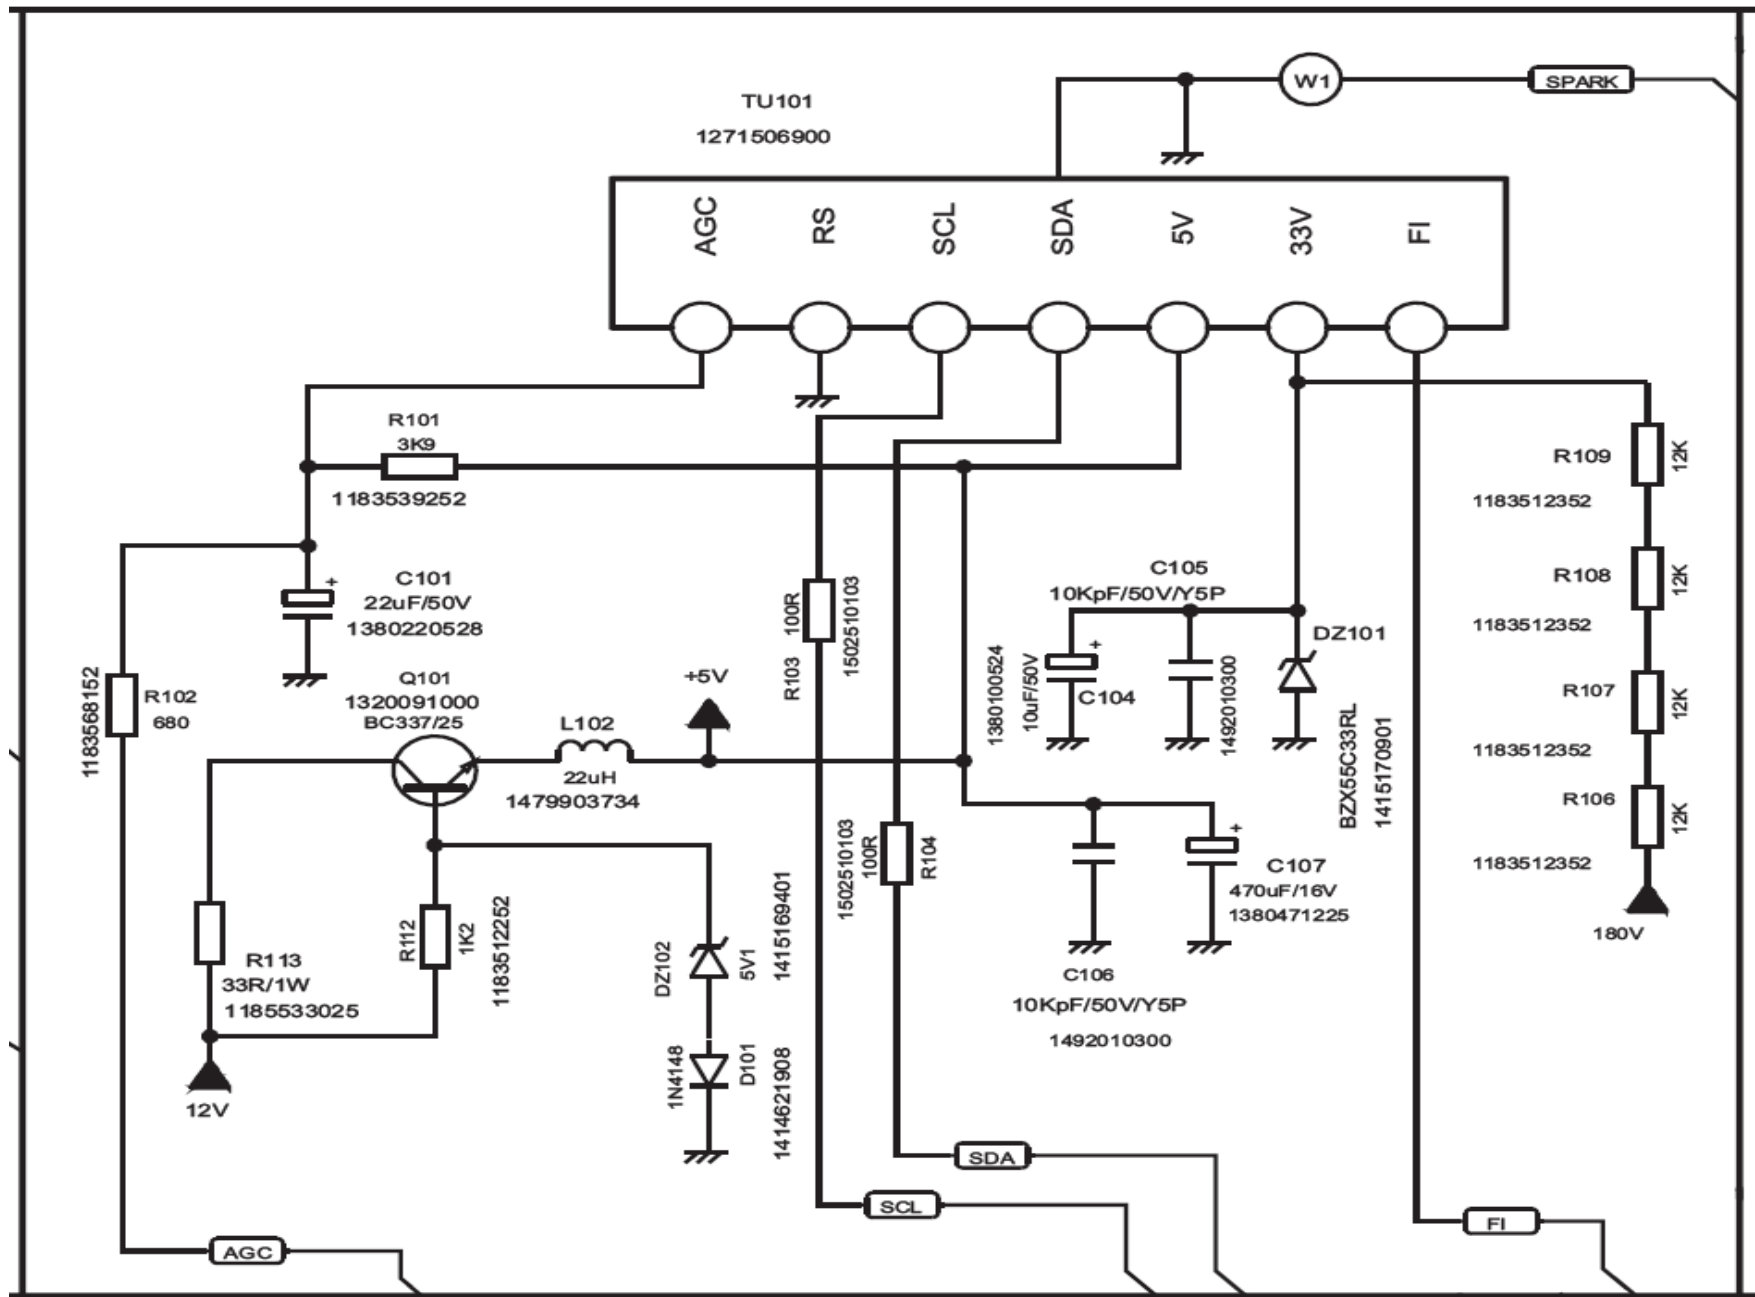 W1
SPARK
TU101
1271506900
AGC
RS
SCL
SDA
5V
33V
FI
R101
3K9
1183539252
R109
12K
1183512352
C101
22uF/50V
1380220528
R103
100R
1502510103
C105
10KpF/50V/Y5P
1492010300
R108
12K
1183512352
DZ101
BZX55C33RL
1415170901
1380100524
10uF/50V
C104
1183568152
R102
680
Q101
1320091000
BC337/25
+5V
L102
22uH
1479903734
R107
12K
1183512352
R106
12K
1183512352
180V
1502510103
100R
R104
C107
470uF/16V
1380471225
R113
33R/1W
1185533025
R112
1K2
1183512252
DZ102
5V1
1415169401
C106
10KpF/50V/Y5P
1492010300
1N4148
D101
1414621908
12V
SDA
SCL
FI
AGC